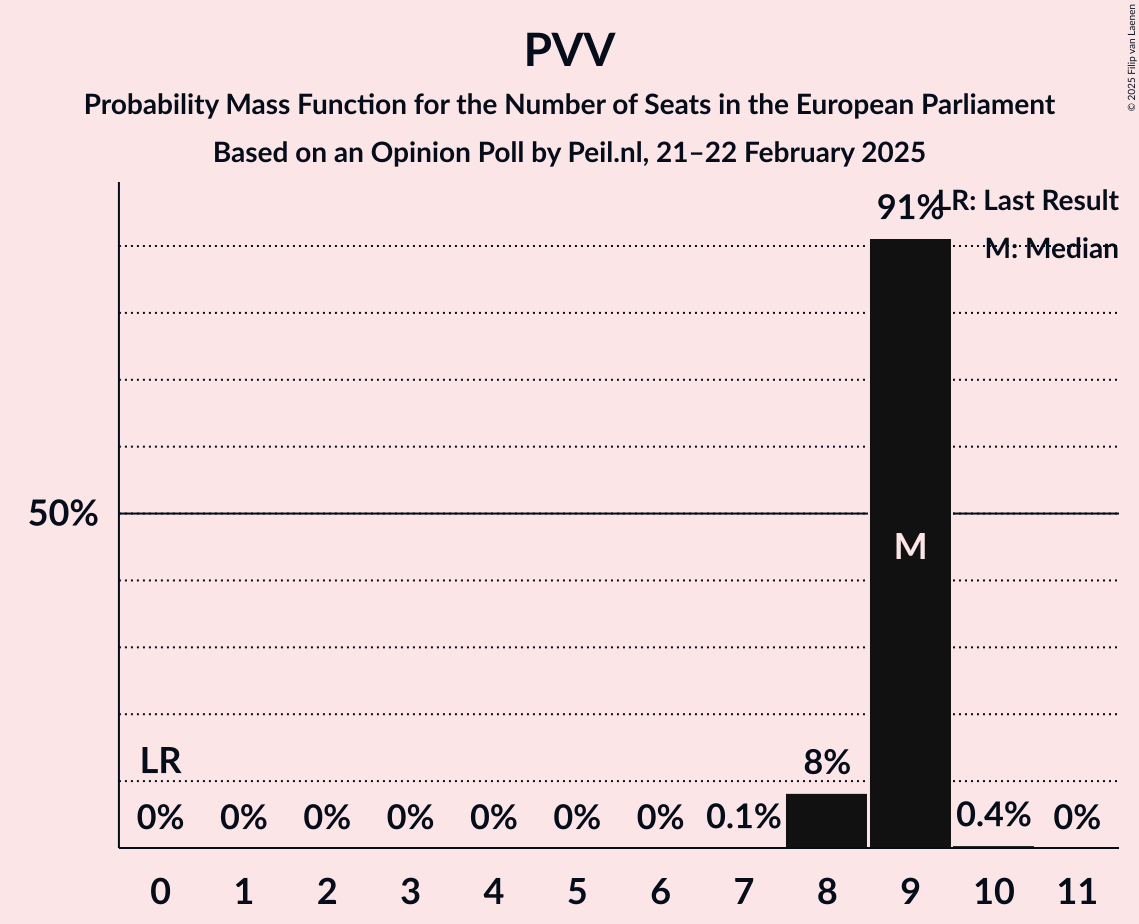 PVV
Probability Mass Function for the Number of Seats in the European Parliament
Based on an Opinion Poll by Peil.nl, 21–22 February 2025
© 2025 Filip van Laenen
LR: Last Result
M: Median
91%
50%
M
LR
8%
0% 0% 0% 0% 0% 0% 0% 0.1% 0.4% 0%
0 1 2 3 4 5 6 7 8 9 10 11